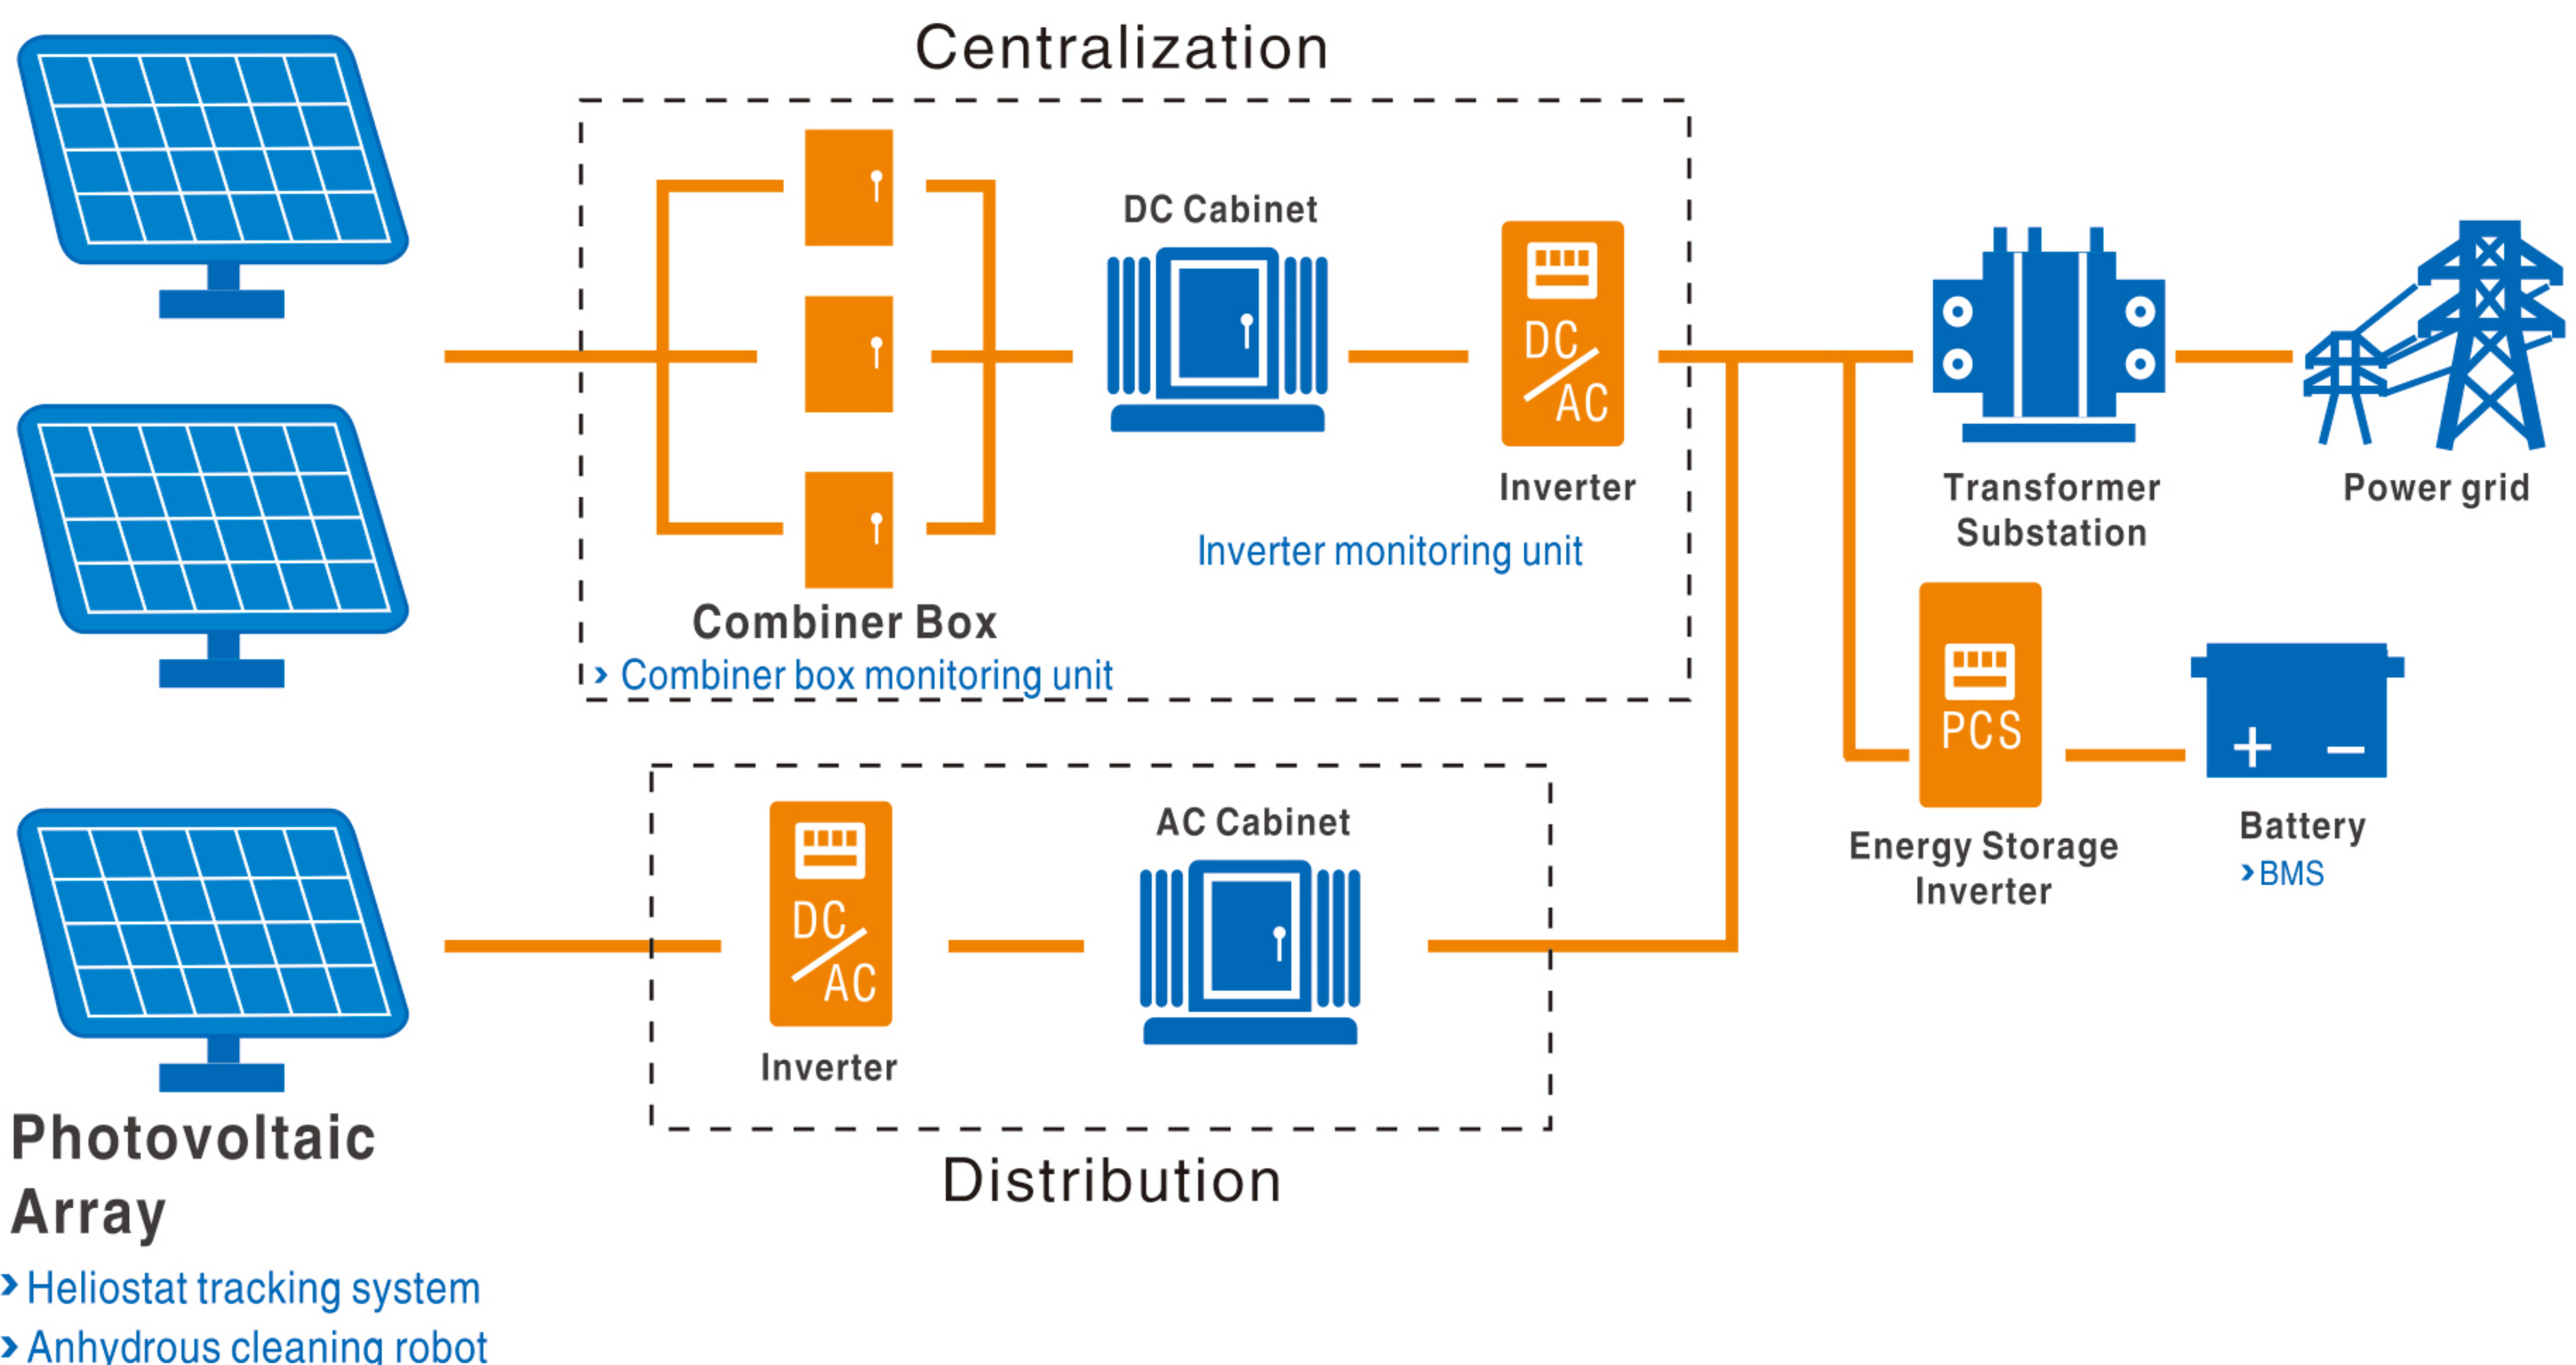 Centralization
DC Cabinet
DC
AC
Inverter
Inverter monitoring unit
Combiner Box
› Combiner box monitoring unit
Transformer
Substation
Power grid
PCS
+ −
Energy Storage
Inverter
Battery
› BMS
AC Cabinet
DC
AC
Inverter
Distribution
Photovoltaic
Array
› Heliostat tracking system
› Anhydrous cleaning robot